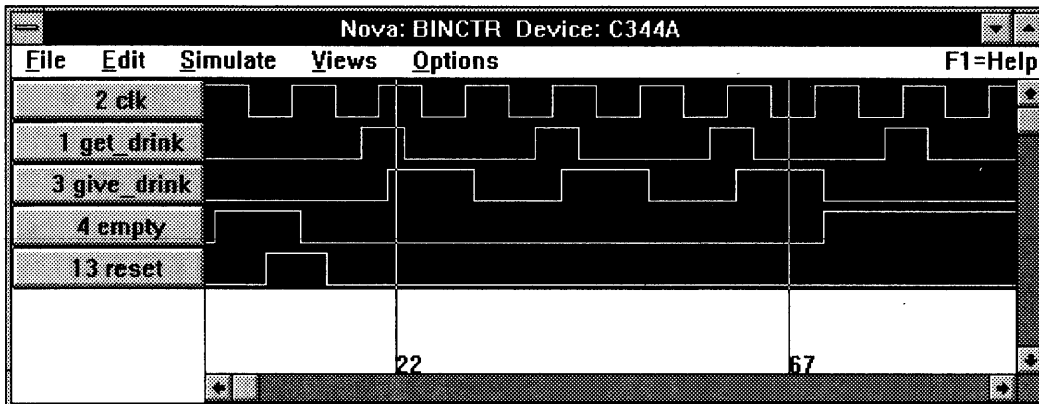 Nova: BINCTR Device: C344A
File Edit Simulate Views Options F1=Help
2 clk
1 get_drink
3 give_drink
4 empty
13 reset
22 67